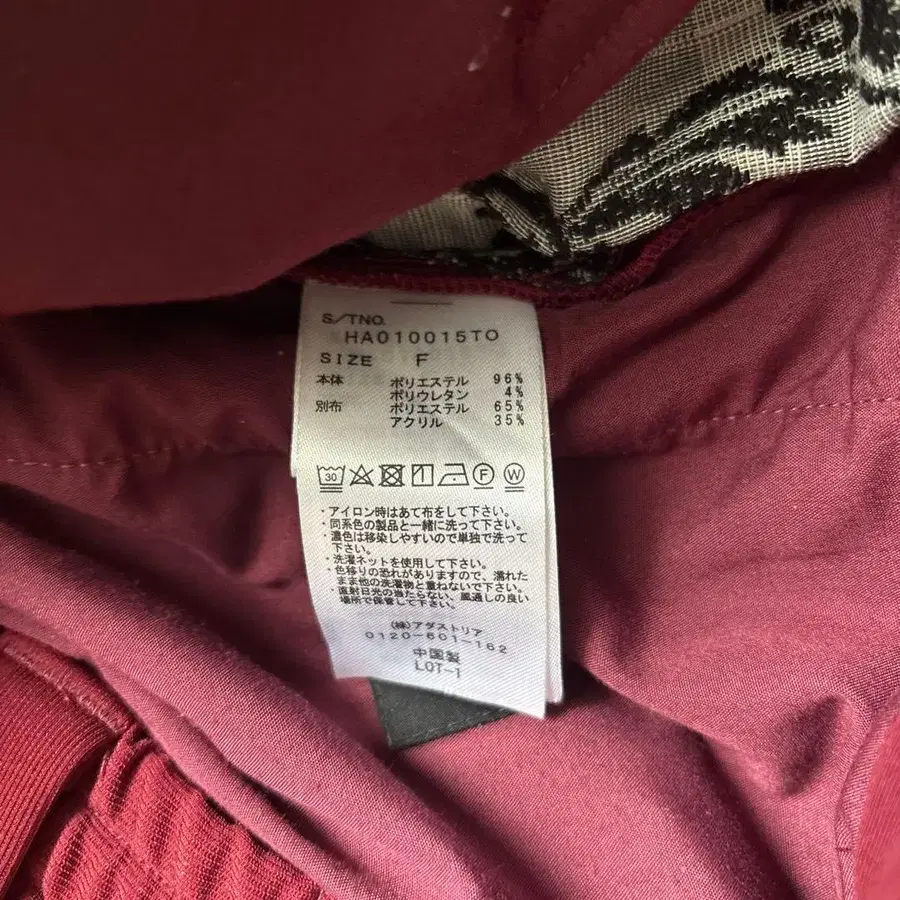 S/TNO.
HA010015TO
SIZE F
本体 ポリエステル 96%
ポリウレタン 4%
別布 ポリエステル 65%
アクリル 35%
30 F W
・アイロン時はあて布をして下さい。
・同系色の製品と一緒に洗って下さい。
・濃色は移染しやすいので単独で洗って
下さい。
・洗濯ネットを使用して下さい。
・色移りの恐れがありますので、濡れた
まま他の洗濯物と重ねないで下さい。
・直射日光の当たらない、風通しの良い
場所で保管して下さい。
(株)アダストリア
0120-601-162
中国製
LOT-1